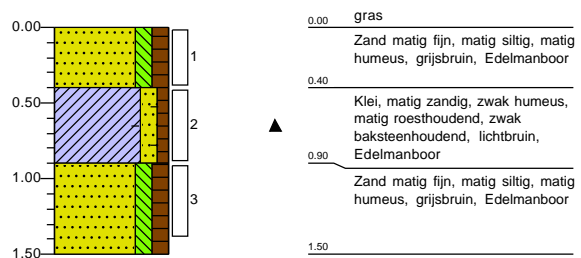 0.00
0.50
1.00
1.50
1
2
3
0.00 gras
Zand matig fijn, matig siltig, matig
humeus, grijsbruin, Edelmanboor
0.40
Klei, matig zandig, zwak humeus,
matig roesthoudend, zwak
baksteenhoudend, lichtbruin,
Edelmanboor
0.90
Zand matig fijn, matig siltig, matig
humeus, grijsbruin, Edelmanboor
1.50